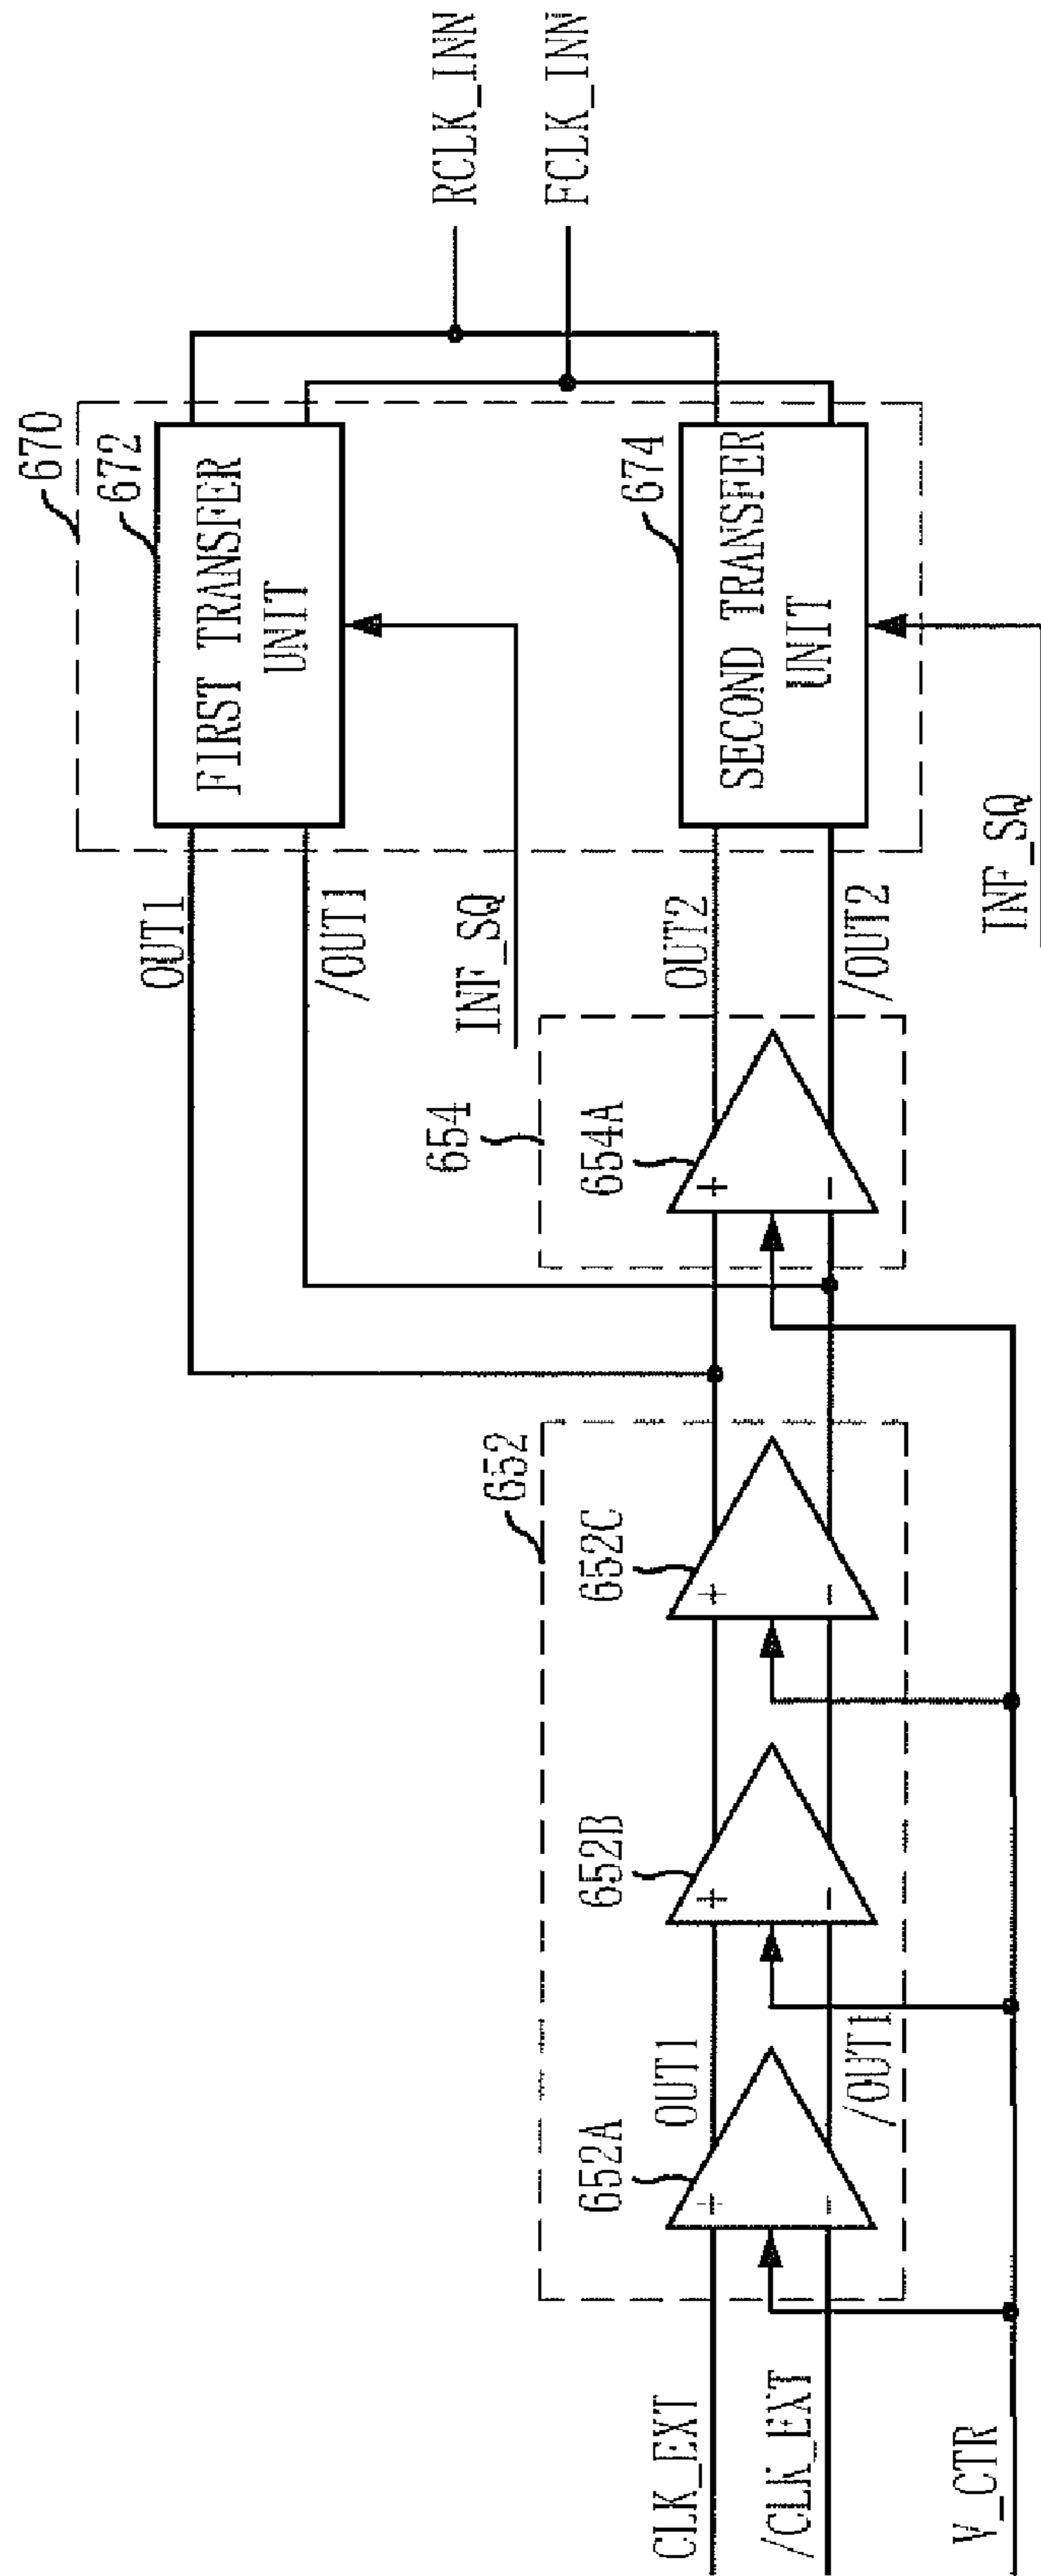 670
672
FIRST TRANSFER
UNIT
OUT1
/OUT1
INF_SQ
RCLK_INN
FCLK_INN
674
SECOND TRANSFER
UNIT
OUT2
/OUT2
INF_SQ
654
654A
+
-
652
652A
+
-
OUT1
/OUT1
652B
+
-
652C
+
-
CLK_EXT
/CLK_EXT
V_CTR